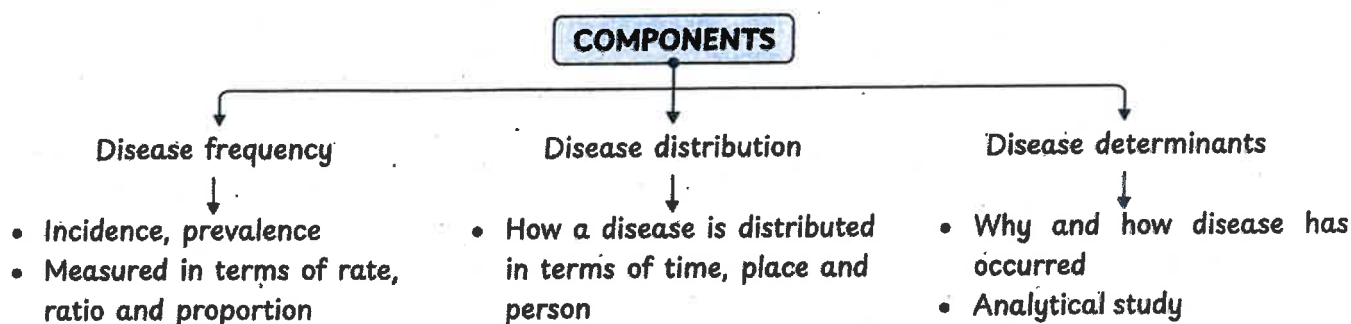 COMPONENTS
Disease frequency
• Incidence, prevalence
• Measured in terms of rate,
ratio and proportion
Disease distribution
• How a disease is distributed
in terms of time, place and
person
Disease determinants
• Why and how disease has
occurred
• Analytical study